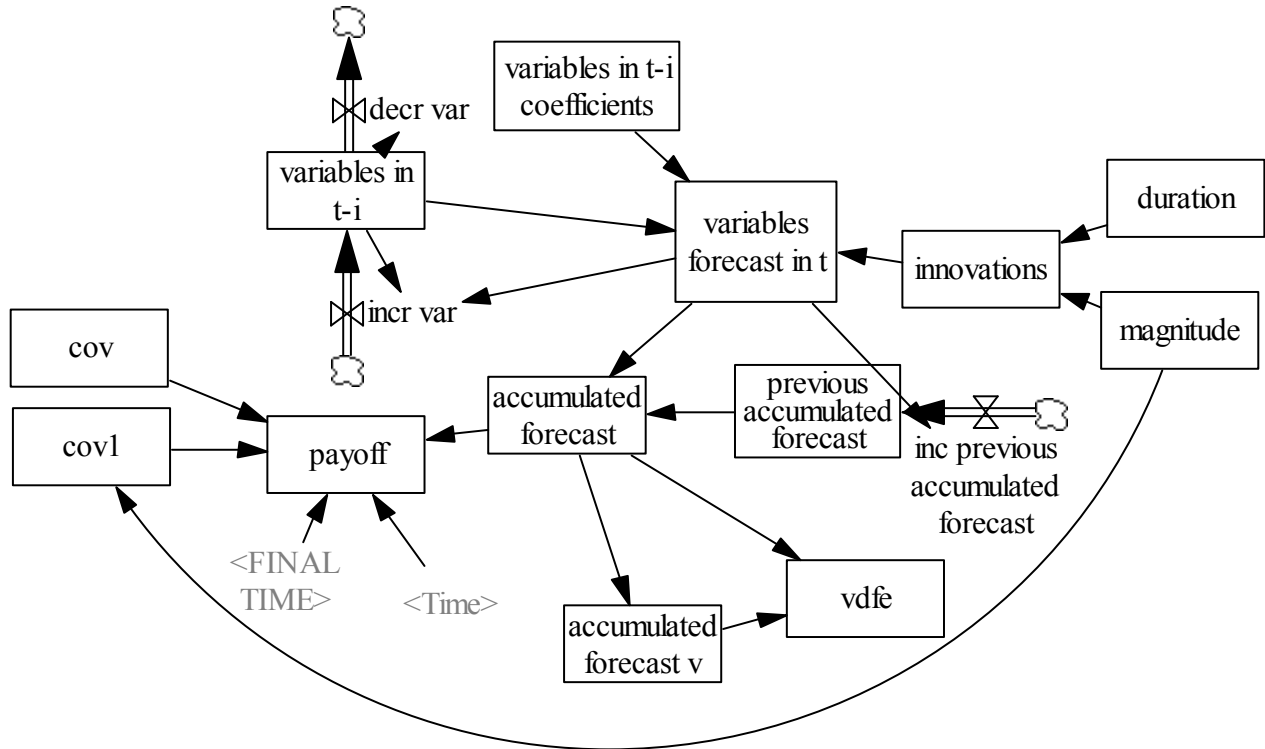 decr var
variables in t-i
coefficients
variables in
t-i
variables
forecast in t
duration
innovations
incr var
magnitude
cov
accumulated
forecast
previous
accumulated
forecast
cov1
payoff
inc previous
accumulated
forecast
<FINAL
TIME>
<Time>
vdfe
accumulated
forecast v